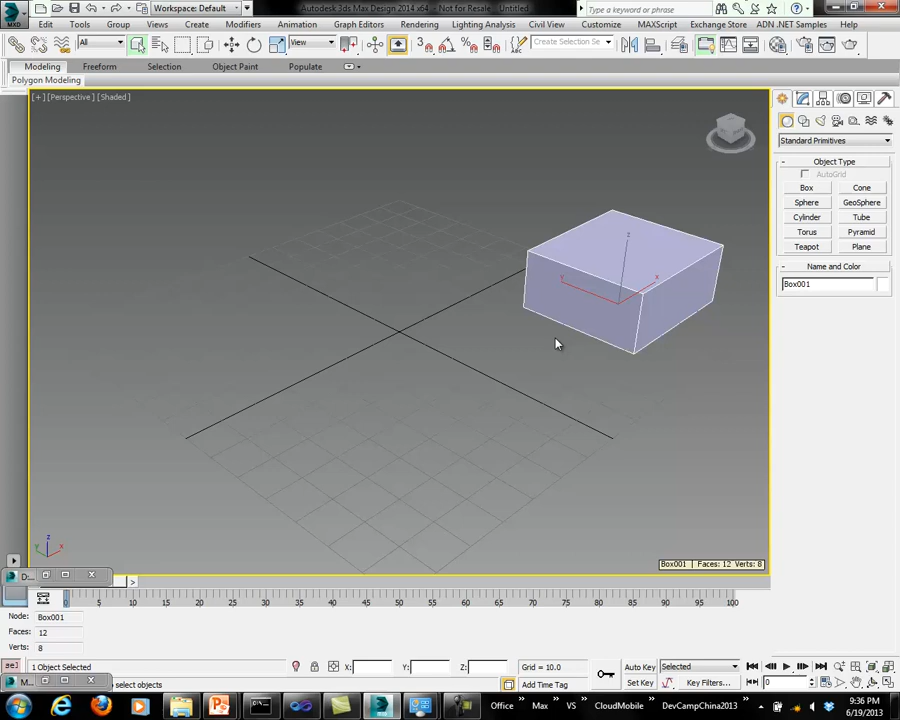 Workspace: Default
Autodesk 3ds Max Design 2014 x64 - Not for Resale Untitled
Type a keyword or phrase
MXD
Edit Tools Group Views Create Modifiers Animation Graph Editors Rendering Lighting Analysis Civil View Customize MAXScript Exchange Store ADN .NET Samples Help
All
View
3
Create Selection Se
Modeling Freeform Selection Object Paint Populate
Polygon Modeling
[+] [Perspective] [Shaded]
Standard Primitives
- Object Type
AutoGrid
Box Cone
Sphere GeoSphere
Cylinder Tube
Torus Pyramid
Teapot Plane
- Name and Color
Box001
z
y x
z
y x
Box001 | Faces: 12 Verts: 8
D:...
>
0 5 10 15 20 25 30 35 40 45 50 55 60 65 70 75 80 85 90 95 100
Node: Box001
Faces: 12
Verts: 8
sel
1 Object Selected
X: Y: Z:
Grid = 10.0
Auto Key Selected
M...
select objects
Add Time Tag
Set Key Key Filters...
0
Office Max VS CloudMobile DevCampChina2013
9:36 PM
6/19/2013